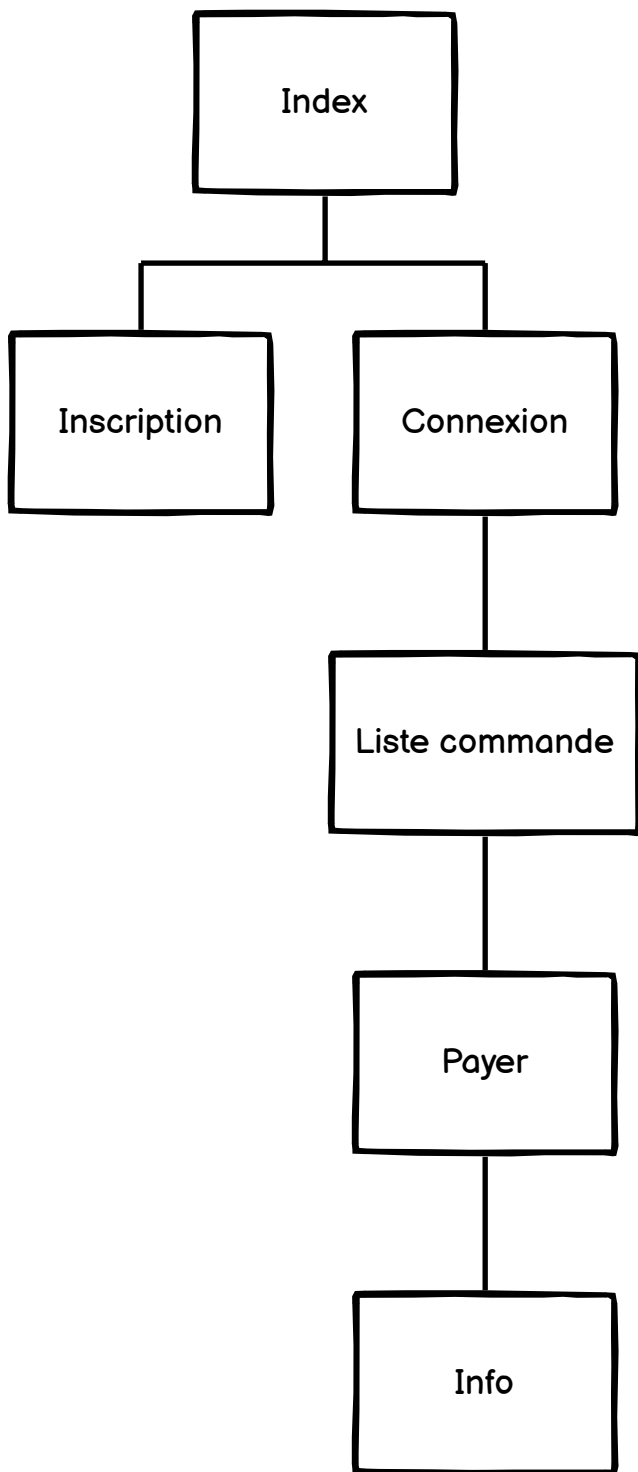 Index
Inscription
Connexion
Liste commande
Payer
Info